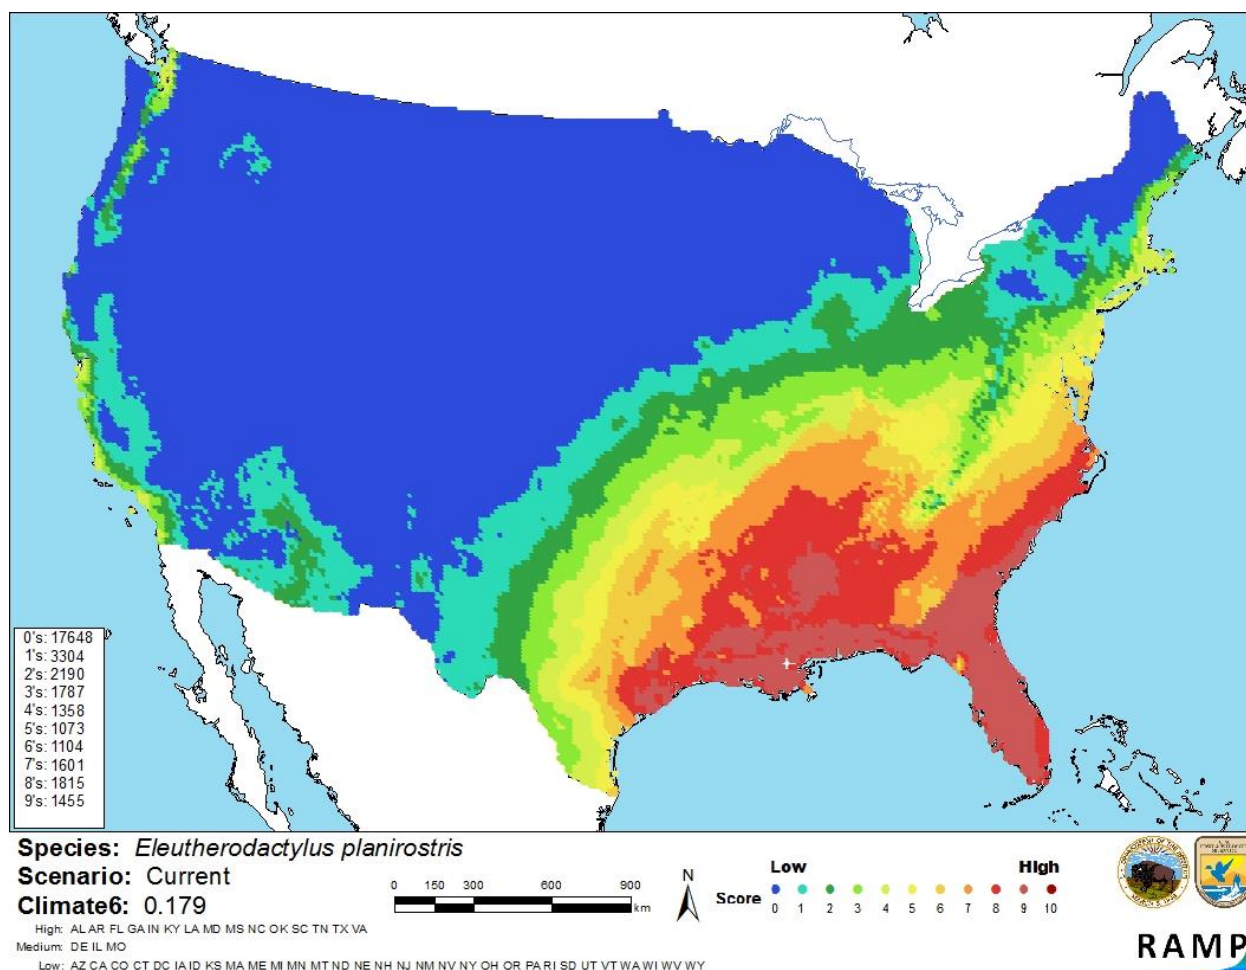 0's: 17648
1's: 3304
2's: 2190
3's: 1787
4's: 1358
5's: 1073
6's: 1104
7's: 1601
8's: 1815
9's: 1455
Species: Eleutherodactylus planirostris
Scenario: Current
Climate6: 0.179
High: AL AR FL GA IN KY LA MD MS NC OK SC TN TX VA
Medium: DE IL MO
Low: AZ CA CO CT DC IA ID KS MA ME MI MN MT ND NE NH NJ NM NV NY OH OR PA RI SD UT VT WA WI WV WY
0 150 300 600 900
km
N
Low High
Score 0 1 2 3 4 5 6 7 8 9 10
RAMP